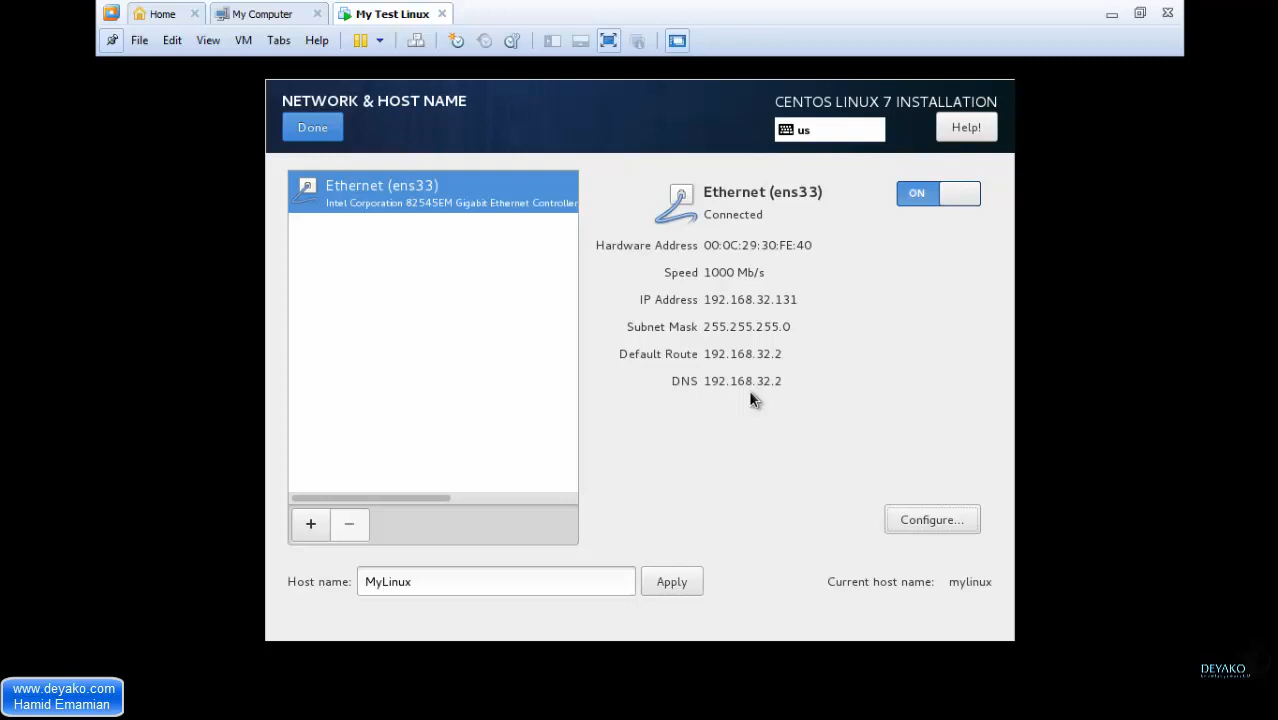 Home
My Computer
My Test Linux
File Edit View VM Tabs Help
NETWORK & HOST NAME
CENTOS LINUX 7 INSTALLATION
Done
us
Help!
Ethernet (ens33)
Intel Corporation 82545EM Gigabit Ethernet Controller
Ethernet (ens33)
Connected
ON
Hardware Address 00:0C:29:30:FE:40
Speed 1000 Mb/s
IP Address 192.168.32.131
Subnet Mask 255.255.255.0
Default Route 192.168.32.2
DNS 192.168.32.2
+ −
Configure...
Host name: MyLinux Apply
Current host name: mylinux
www.deyako.com
Hamid Emamian
DEYAKO